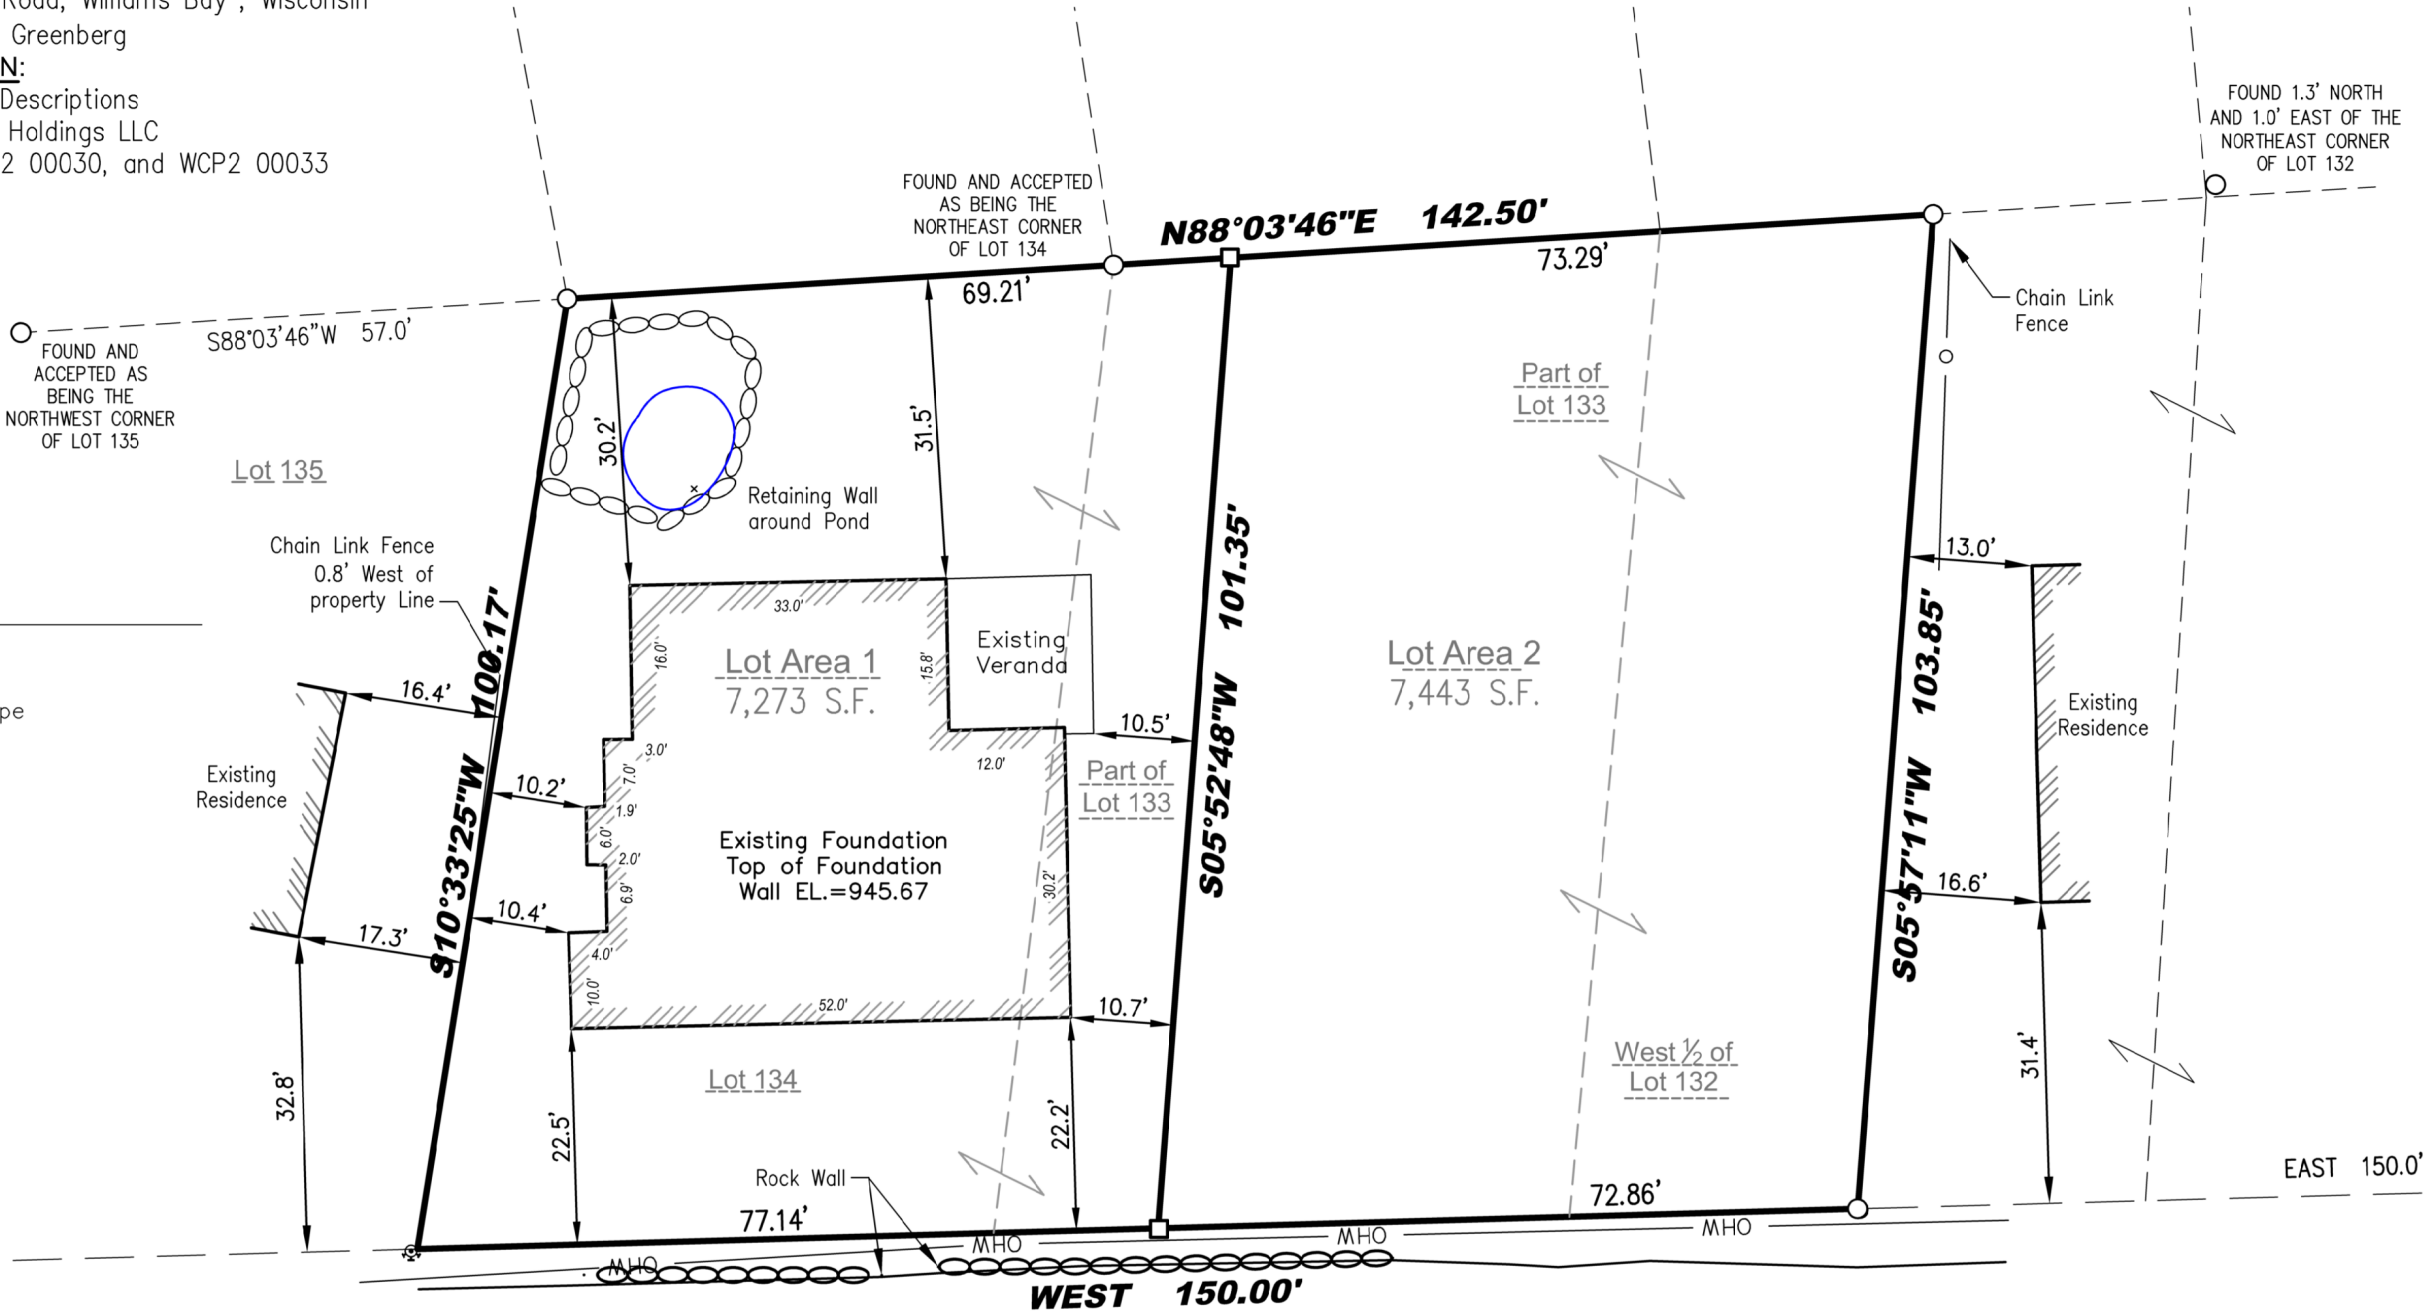 Road, Williams Bay, Wisconsin
Greenberg
N:
Descriptions
Holdings LLC
2 00030, and WCP2 00033
FOUND 1.3' NORTH
AND 1.0' EAST OF THE
NORTHEAST CORNER
OF LOT 132
FOUND AND ACCEPTED
AS BEING THE
NORTHEAST CORNER
OF LOT 134
N88°03'46"E 142.50'
73.29'
69.21'
Chain Link
Fence
S88°03'46"W 57.0'
FOUND AND
ACCEPTED AS
BEING THE
NORTHWEST CORNER
OF LOT 135
Lot 135
30.2'
31.5'
Retaining Wall
around Pond
Part of
Lot 133
Chain Link Fence
0.8' West of
property Line
S10°33'25"W 100.17'
S05°52'48"W 101.35'
S05°57'11"W 103.85'
13.0'
33.0'
16.0'
15.8'
Existing
Veranda
Lot Area 1
7,273 S.F.
Lot Area 2
7,443 S.F.
pe
16.4'
10.5'
Existing
Residence
Existing
Residence
3.0'
7.0'
12.0'
10.2'
1.9'
6.0'
2.0'
6.9'
Part of
Lot 133
Existing Foundation
Top of Foundation
Wall EL.=945.67
30.2'
16.6'
10.4'
17.3'
4.0'
10.0'
52.0'
10.7'
Lot 134
West ½ of
Lot 132
32.8'
22.5'
22.2'
31.4'
Rock Wall
77.14'
72.86'
EAST 150.0'
OHW
OHW
OHW
OHW
WEST 150.00'